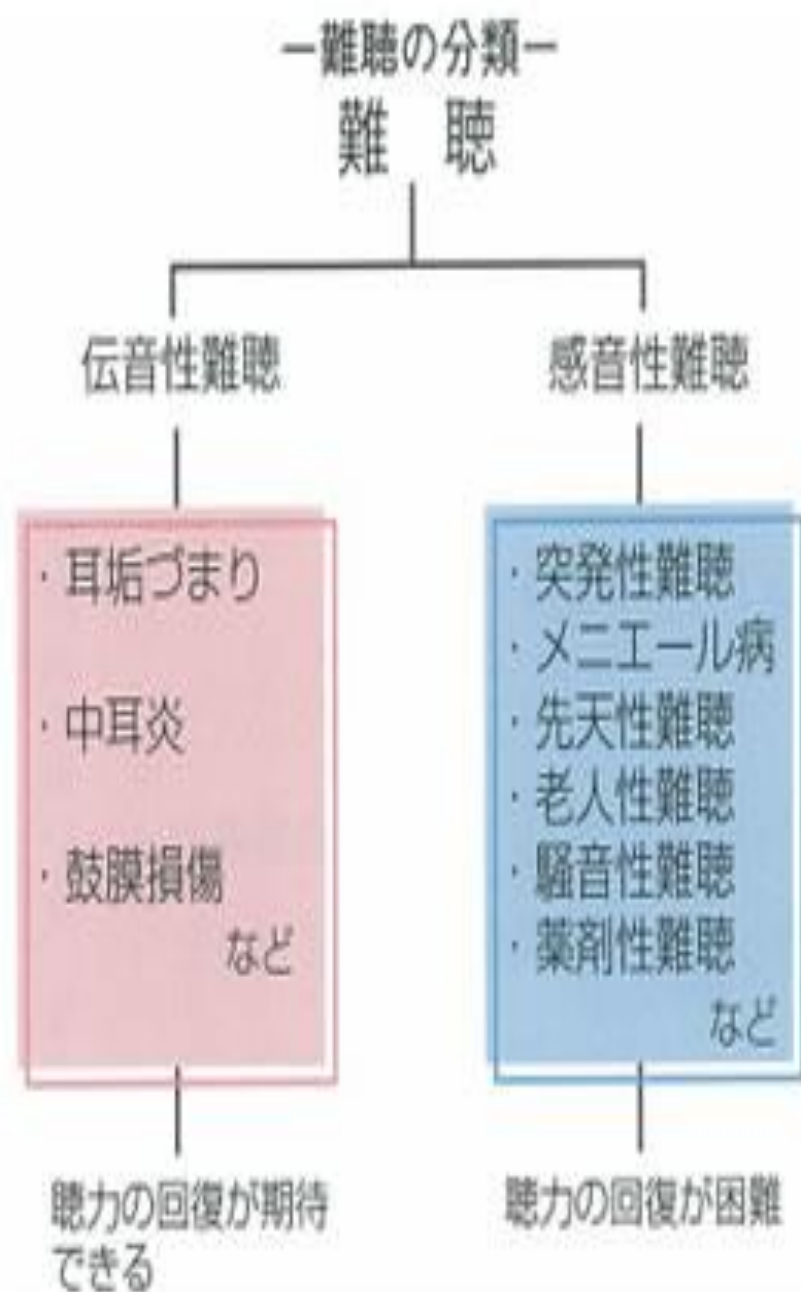 ー難聴の分類ー
難 聴
伝音性難聴
・耳垢づまり
・中耳炎
・鼓膜損傷
など
聴力の回復が期待
できる
感音性難聴
・突発性難聴
・メニエール病
・先天性難聴
・老人性難聴
・騒音性難聴
・薬剤性難聴
など
聴力の回復が困難